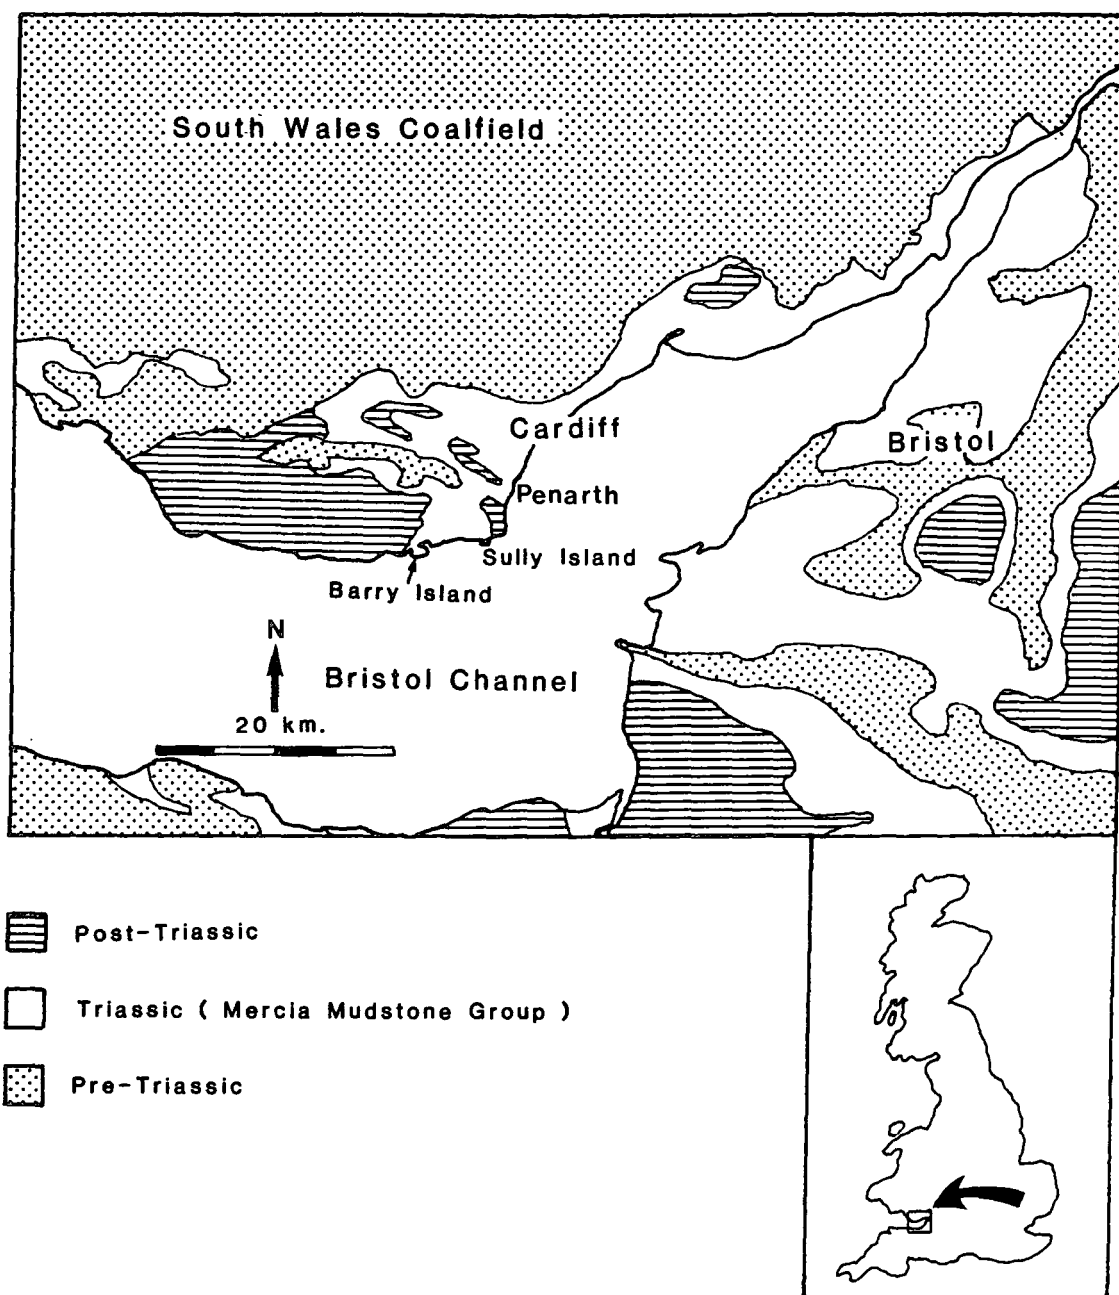 South Wales Coalfield
Cardiff
Bristol
Penarth
Sully Island
Barry Island
N
Bristol Channel
20 km.
Post-Triassic
Triassic ( Mercia Mudstone Group )
Pre-Triassic